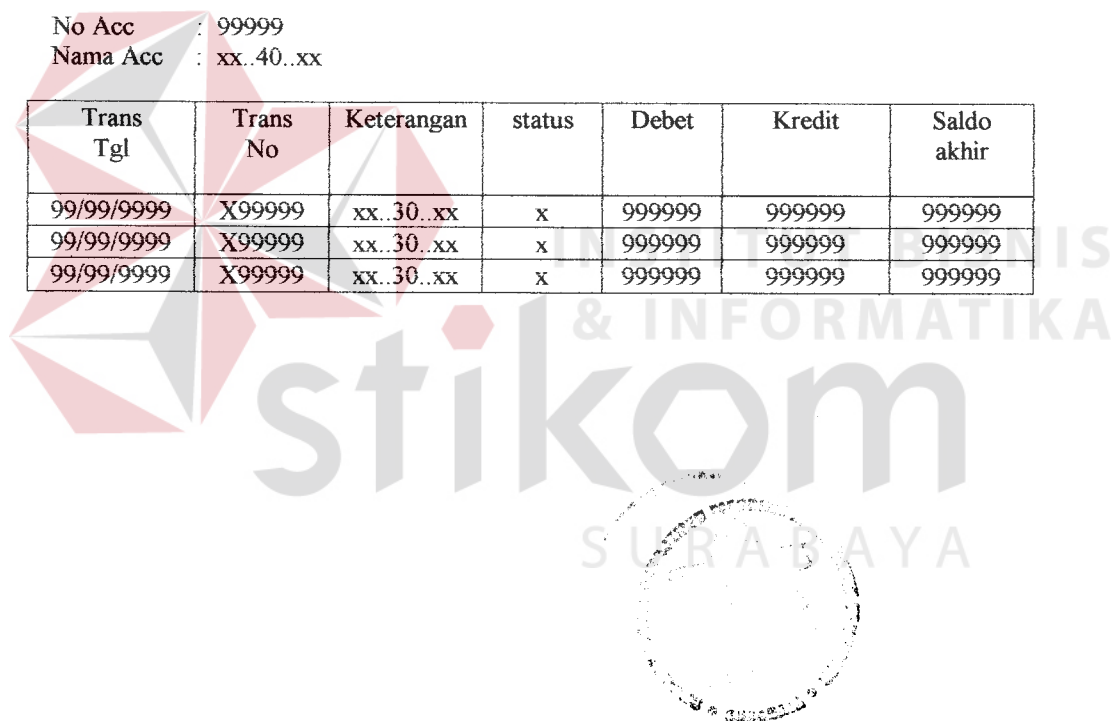 No Acc : 99999
Nama Acc : xx..40..xx
Trans Tgl Trans No Keterangan status Debet Kredit Saldo akhir
99/99/9999 X99999 xx..30..xx x 999999 999999 999999
99/99/9999 X99999 xx..30..xx x 999999 999999 999999
99/99/9999 X99999 xx..30..xx x 999999 999999 999999
INSTITUT BISNIS
& INFORMATIKA
stikom
SURABAYA